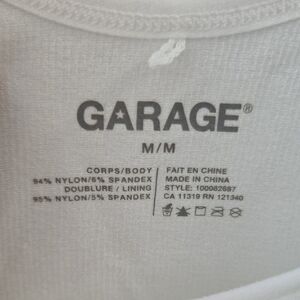 GARAGE®
M/M
CORPS/BODY
94% NYLON/6% SPANDEX
DOUBLURE / LINING
95% NYLON/5% SPANDEX
FAIT EN CHINE
MADE IN CHINA
STYLE: 100082687
CA 11319 RN 121340